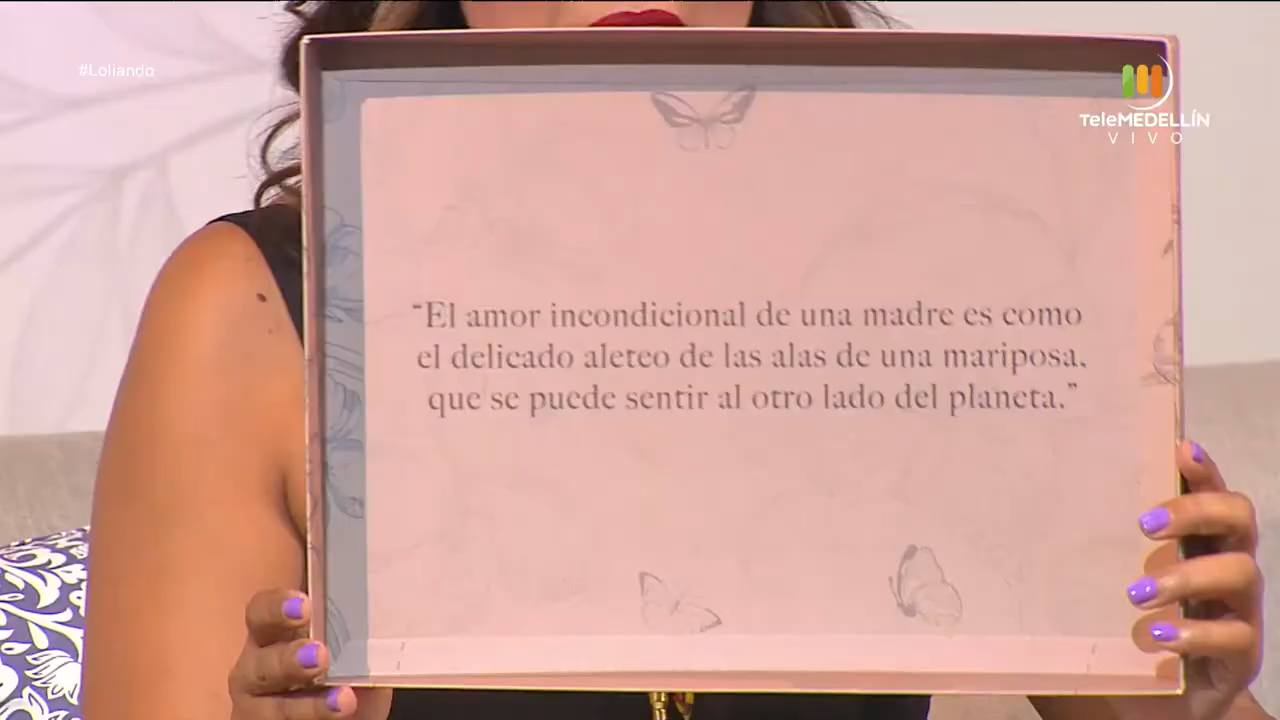 #Loliando
TeleMEDELLÍN
VIVO
"El amor incondicional de una madre es como
el delicado aleteo de las alas de una mariposa,
que se puede sentir al otro lado del planeta."